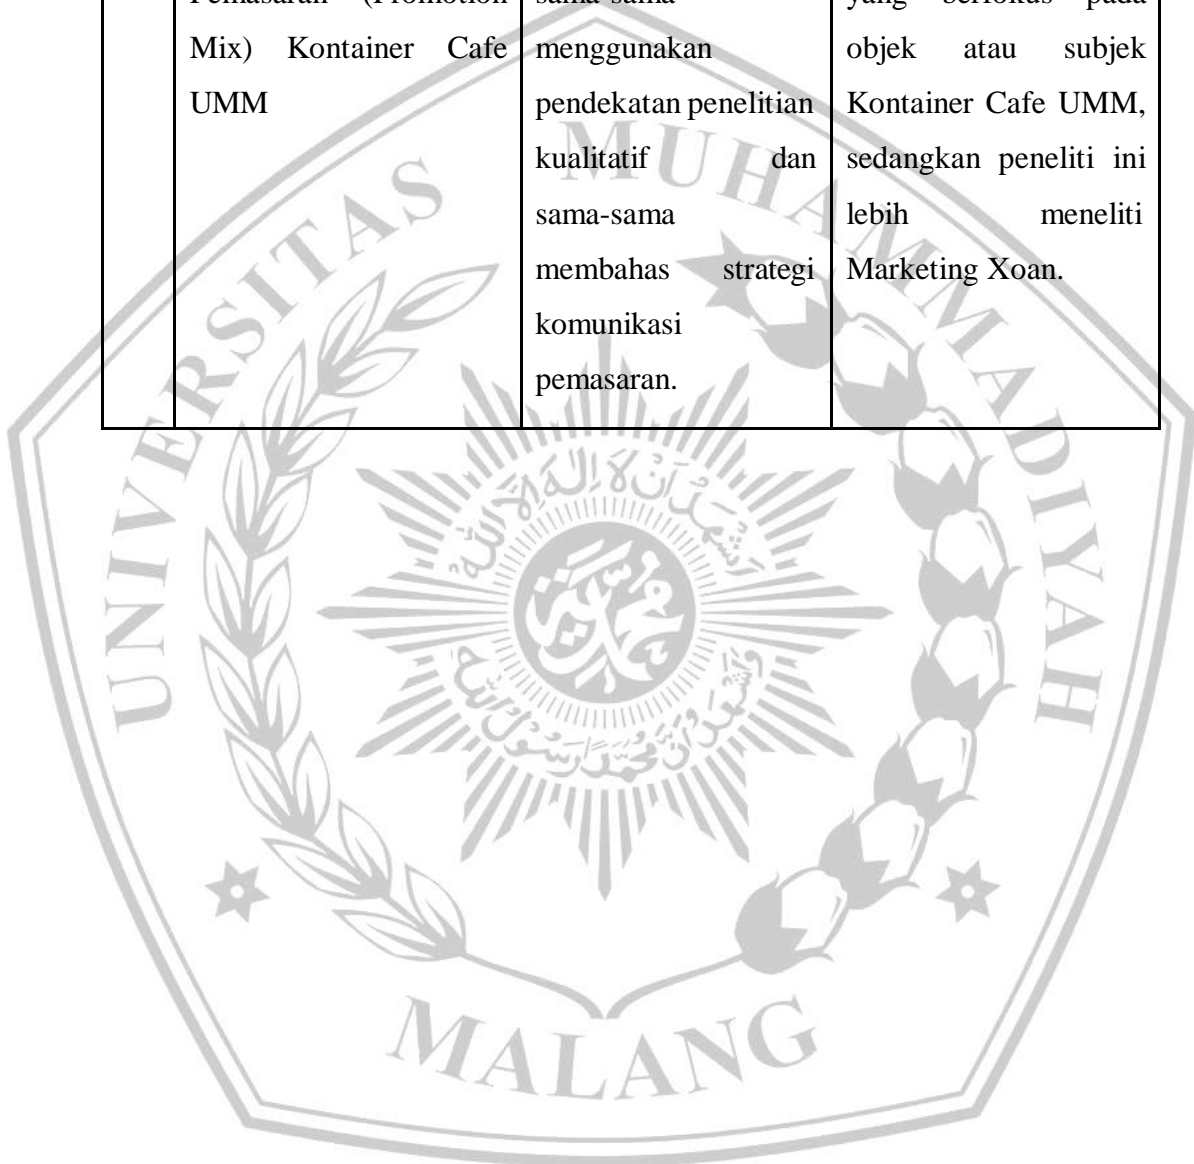 Pemasaran (Promotion
Mix) Kontainer Cafe
UMM
sama-sama
menggunakan
pendekatan penelitian
kualitatif dan
sama-sama
membahas strategi
komunikasi
pemasaran.
yang berfokus pada
objek atau subjek
Kontainer Cafe UMM,
sedangkan peneliti ini
lebih meneliti
Marketing Xoan.
UNIVERSITAS MUHAMMADIYAH
MALANG